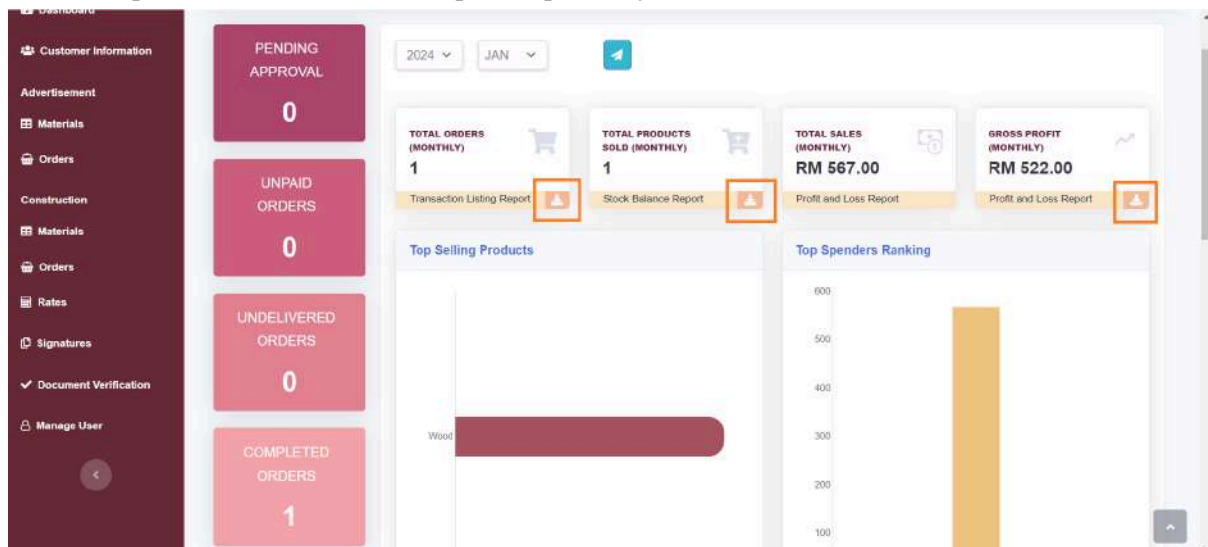 Dashboard
Customer Information
Advertisement
Materials
Orders
Construction
Materials
Orders
Rates
Signatures
Document Verification
Manage User
PENDING
APPROVAL
0
UNPAID
ORDERS
0
UNDELIVERED
ORDERS
0
COMPLETED
ORDERS
1
2024
JAN
TOTAL ORDERS
(MONTHLY)
1
Transaction Listing Report
TOTAL PRODUCTS
SOLD (MONTHLY)
1
Stock Balance Report
TOTAL SALES
(MONTHLY)
RM 567.00
Profit and Loss Report
GROSS PROFIT
(MONTHLY)
RM 522.00
Profit and Loss Report
Top Selling Products
Wood
Top Spenders Ranking
600
500
400
300
200
100